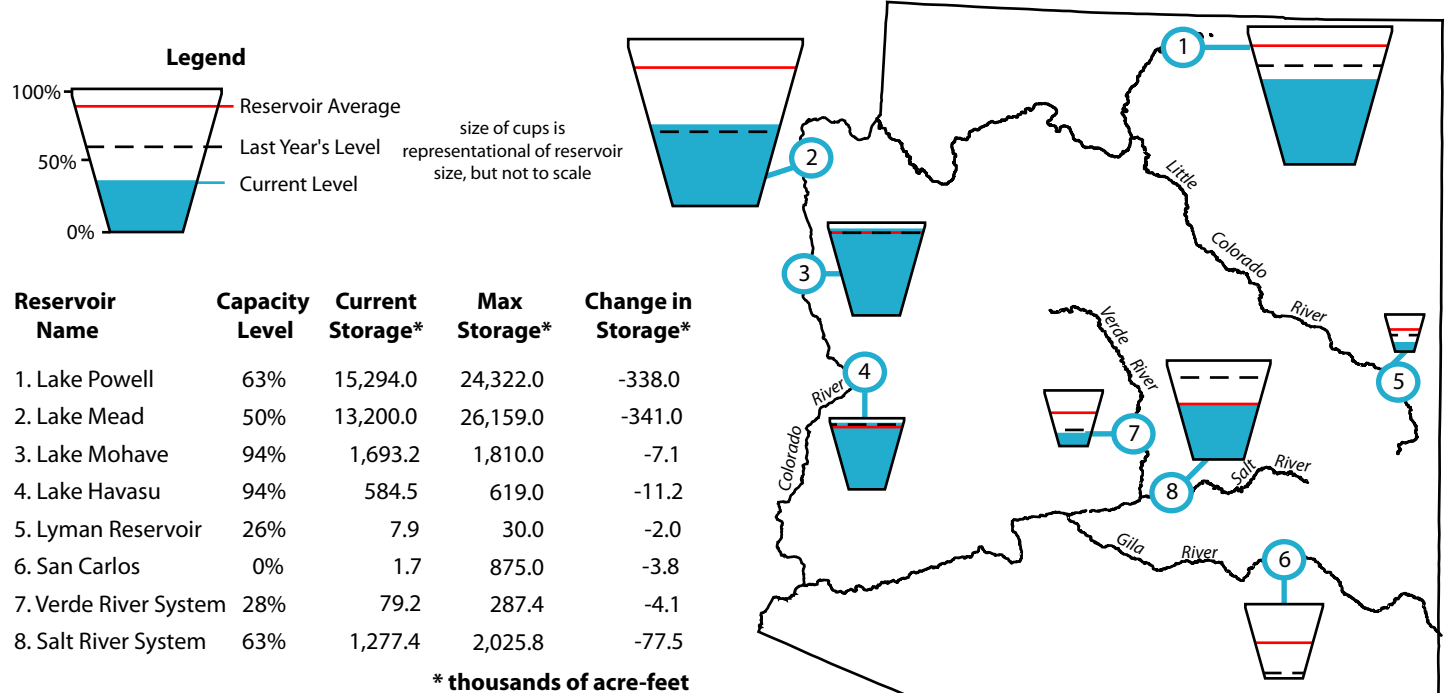 Legend
100%
50%
0%
Reservoir Average
Last Year's Level
Current Level
size of cups is
representational of reservoir
size, but not to scale
Reservoir Name Capacity Level Current Storage* Max Storage* Change in Storage*
1. Lake Powell 63% 15,294.0 24,322.0 -338.0
2. Lake Mead 50% 13,200.0 26,159.0 -341.0
3. Lake Mohave 94% 1,693.2 1,810.0 -7.1
4. Lake Havasu 94% 584.5 619.0 -11.2
5. Lyman Reservoir 26% 7.9 30.0 -2.0
6. San Carlos 0% 1.7 875.0 -3.8
7. Verde River System 28% 79.2 287.4 -4.1
8. Salt River System 63% 1,277.4 2,025.8 -77.5
* thousands of acre-feet
1
2
3
4
5
6
7
8
Little Colorado River
Verde River
Colorado River
Salt River
Gila River